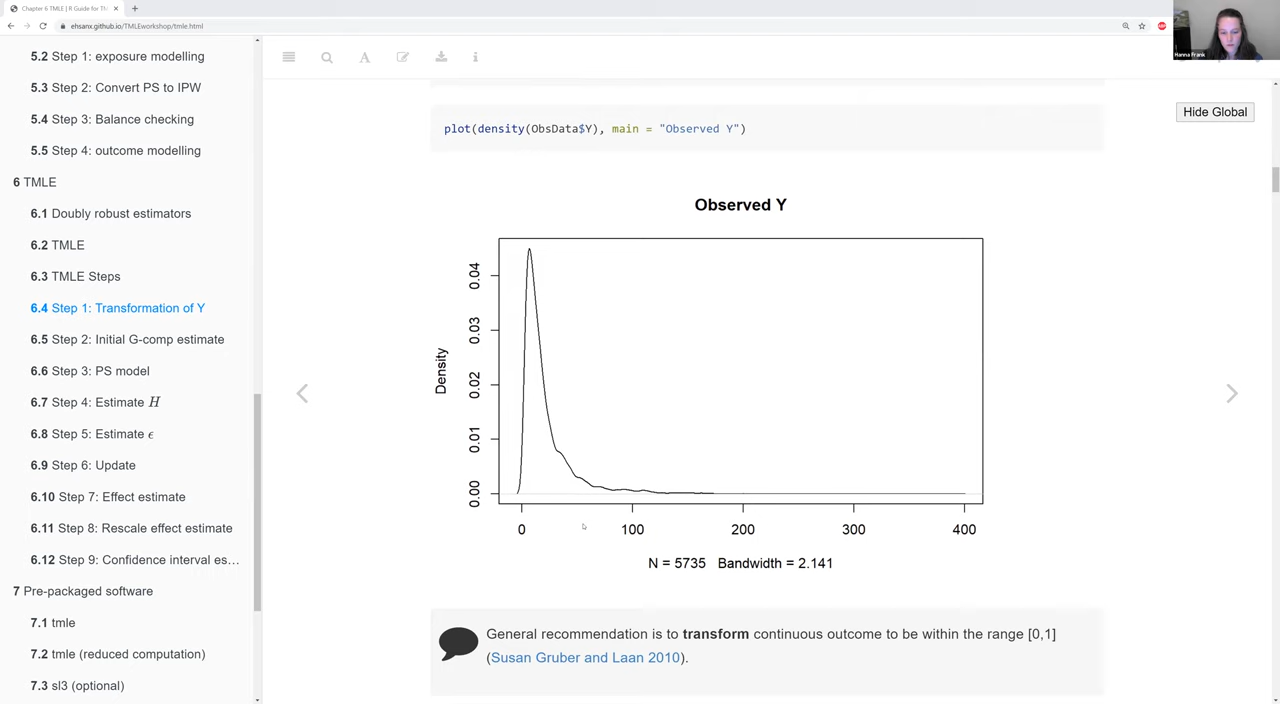 Chapter 6 TMLE | R Guide for TM
ehsanx.github.io/TMLEworkshop/tmle.html
Hanna Frank
5.2 Step 1: exposure modelling
5.3 Step 2: Convert PS to IPW
5.4 Step 3: Balance checking
5.5 Step 4: outcome modelling
6 TMLE
6.1 Doubly robust estimators
6.2 TMLE
6.3 TMLE Steps
6.4 Step 1: Transformation of Y
6.5 Step 2: Initial G-comp estimate
6.6 Step 3: PS model
6.7 Step 4: Estimate H
6.8 Step 5: Estimate ϵ
6.9 Step 6: Update
6.10 Step 7: Effect estimate
6.11 Step 8: Rescale effect estimate
6.12 Step 9: Confidence interval es…
7 Pre-packaged software
7.1 tmle
7.2 tmle (reduced computation)
7.3 sl3 (optional)
A
i
Hide Global
plot(density(ObsData$Y), main = "Observed Y")
Observed Y
Density
0.04
0.03
0.02
0.01
0.00
0 100 200 300 400
N = 5735 Bandwidth = 2.141
General recommendation is to transform continuous outcome to be within the range [0,1]
(Susan Gruber and Laan 2010).